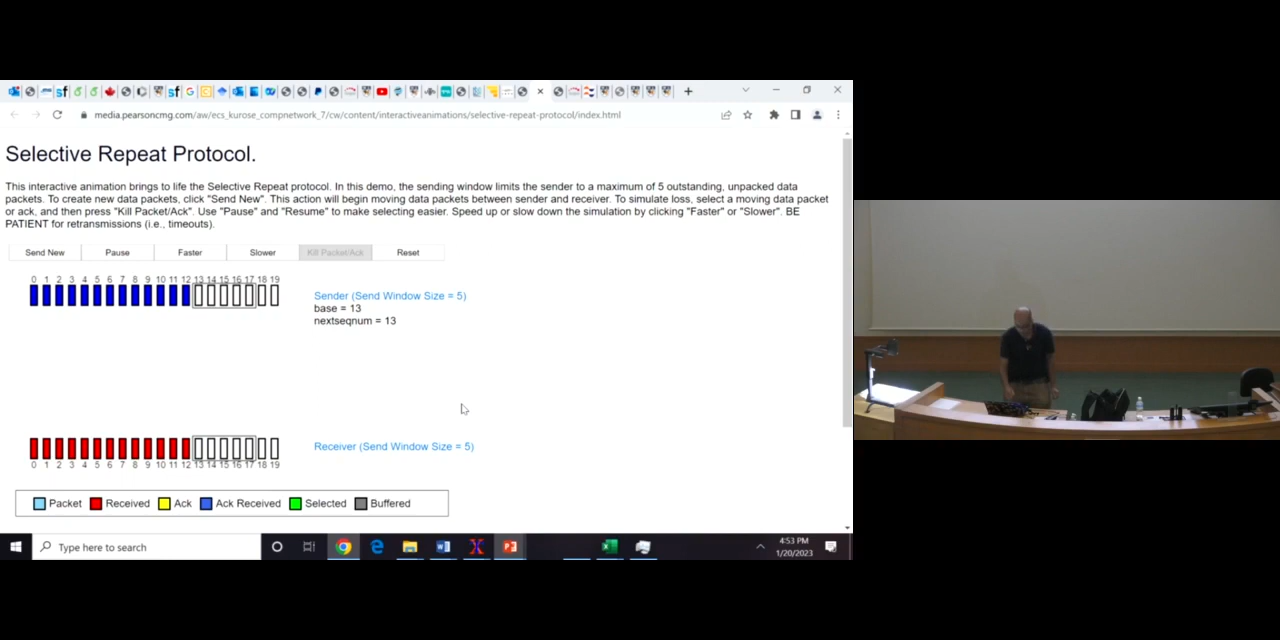 media.pearsoncmg.com/aw/ecs_kurose_compnetwork_7/cw/content/interactiveanimations/selective-repeat-protocol/index.html
Selective Repeat Protocol.
This interactive animation brings to life the Selective Repeat protocol. In this demo, the sending window limits the sender to a maximum of 5 outstanding, unpacked data
packets. To create new data packets, click "Send New". This action will begin moving data packets between sender and receiver. To simulate loss, select a moving data packet
or ack, and then press "Kill Packet/Ack". Use "Pause" and "Resume" to make selecting easier. Speed up or slow down the simulation by clicking "Faster" or "Slower". BE
PATIENT for retransmissions (i.e., timeouts).
Send New Pause Faster Slower Kill Packet/Ack Reset
0 1 2 3 4 5 6 7 8 9 10 11 12 13 14 15 16 17 18 19
Sender (Send Window Size = 5)
base = 13
nextseqnum = 13
Receiver (Send Window Size = 5)
0 1 2 3 4 5 6 7 8 9 10 11 12 13 14 15 16 17 18 19
Packet Received Ack Ack Received Selected Buffered
Type here to search
4:53 PM
1/20/2023